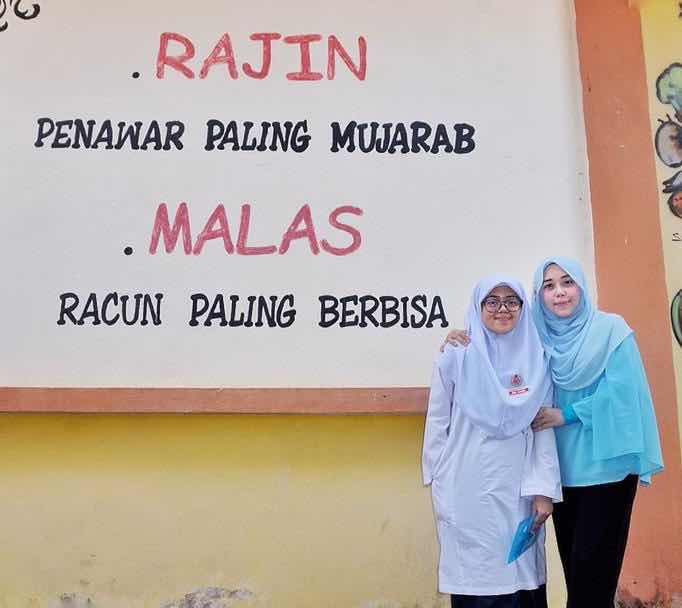 . RAJIN
PENAWAR PALING MUJARAB
. MALAS
RACUN PALING BERBISA